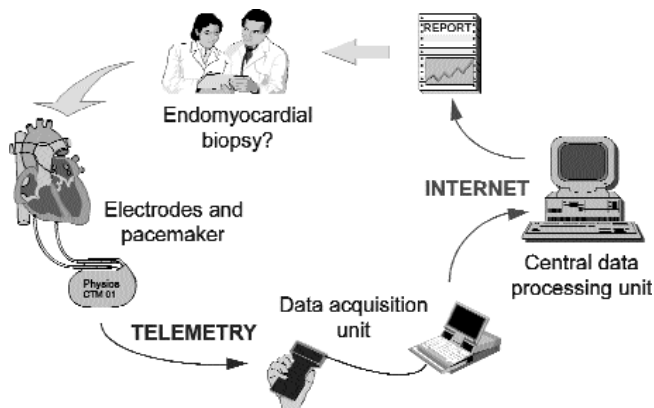 REPORT
Endomyocardial
biopsy?
INTERNET
Electrodes and
pacemaker
Central data
processing unit
Physios
CTM 01
Data acquisition
unit
TELEMETRY